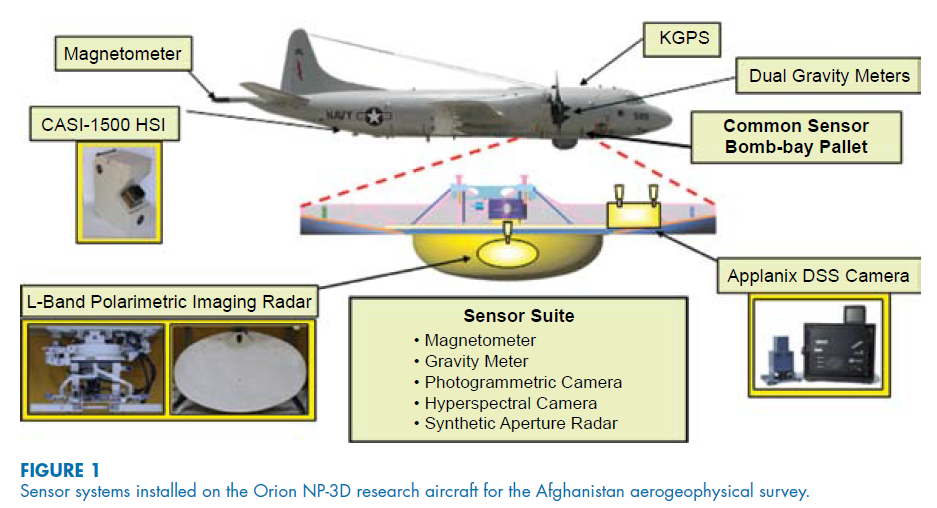 KGPS
Magnetometer
Dual Gravity Meters
CASI-1500 HSI
NAVY
Common Sensor
Bomb-bay Pallet
Applanix DSS Camera
L-Band Polarimetric Imaging Radar
Sensor Suite
• Magnetometer
• Gravity Meter
• Photogrammetric Camera
• Hyperspectral Camera
• Synthetic Aperture Radar
FIGURE 1
Sensor systems installed on the Orion NP-3D research aircraft for the Afghanistan aerogeophysical survey.